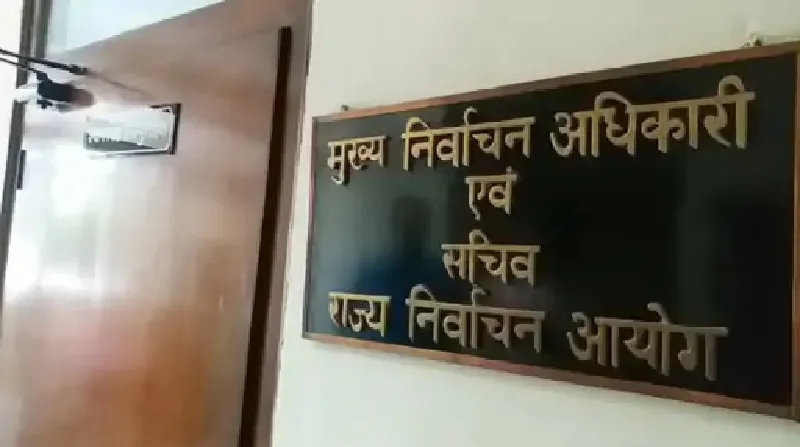 मुख्य निर्वाचन अधिकारी
एवं
सचिव
राज्य निर्वाचन आयोग